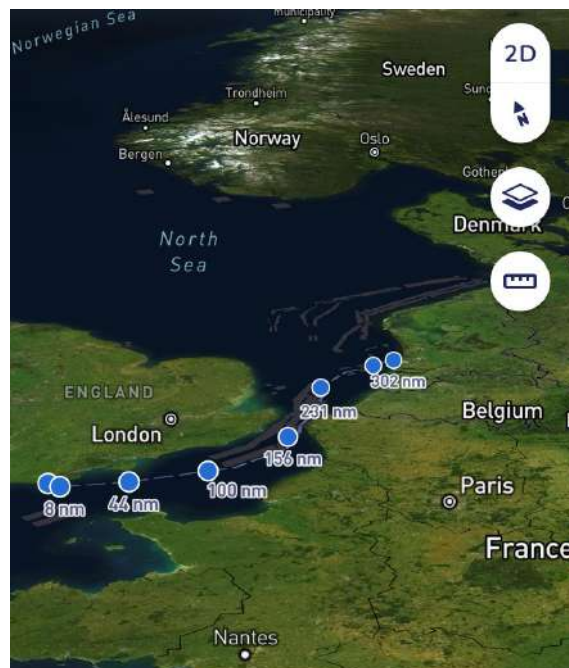 municipality
Norwegian Sea
2D
Sweden
Trondheim
Ålesund
Norway
Oslo
Bergen
N
North
Sea
302 nm
231 nm
ENGLAND
Belgium
London
156 nm
100 nm
44 nm
8 nm
Paris
France
Nantes